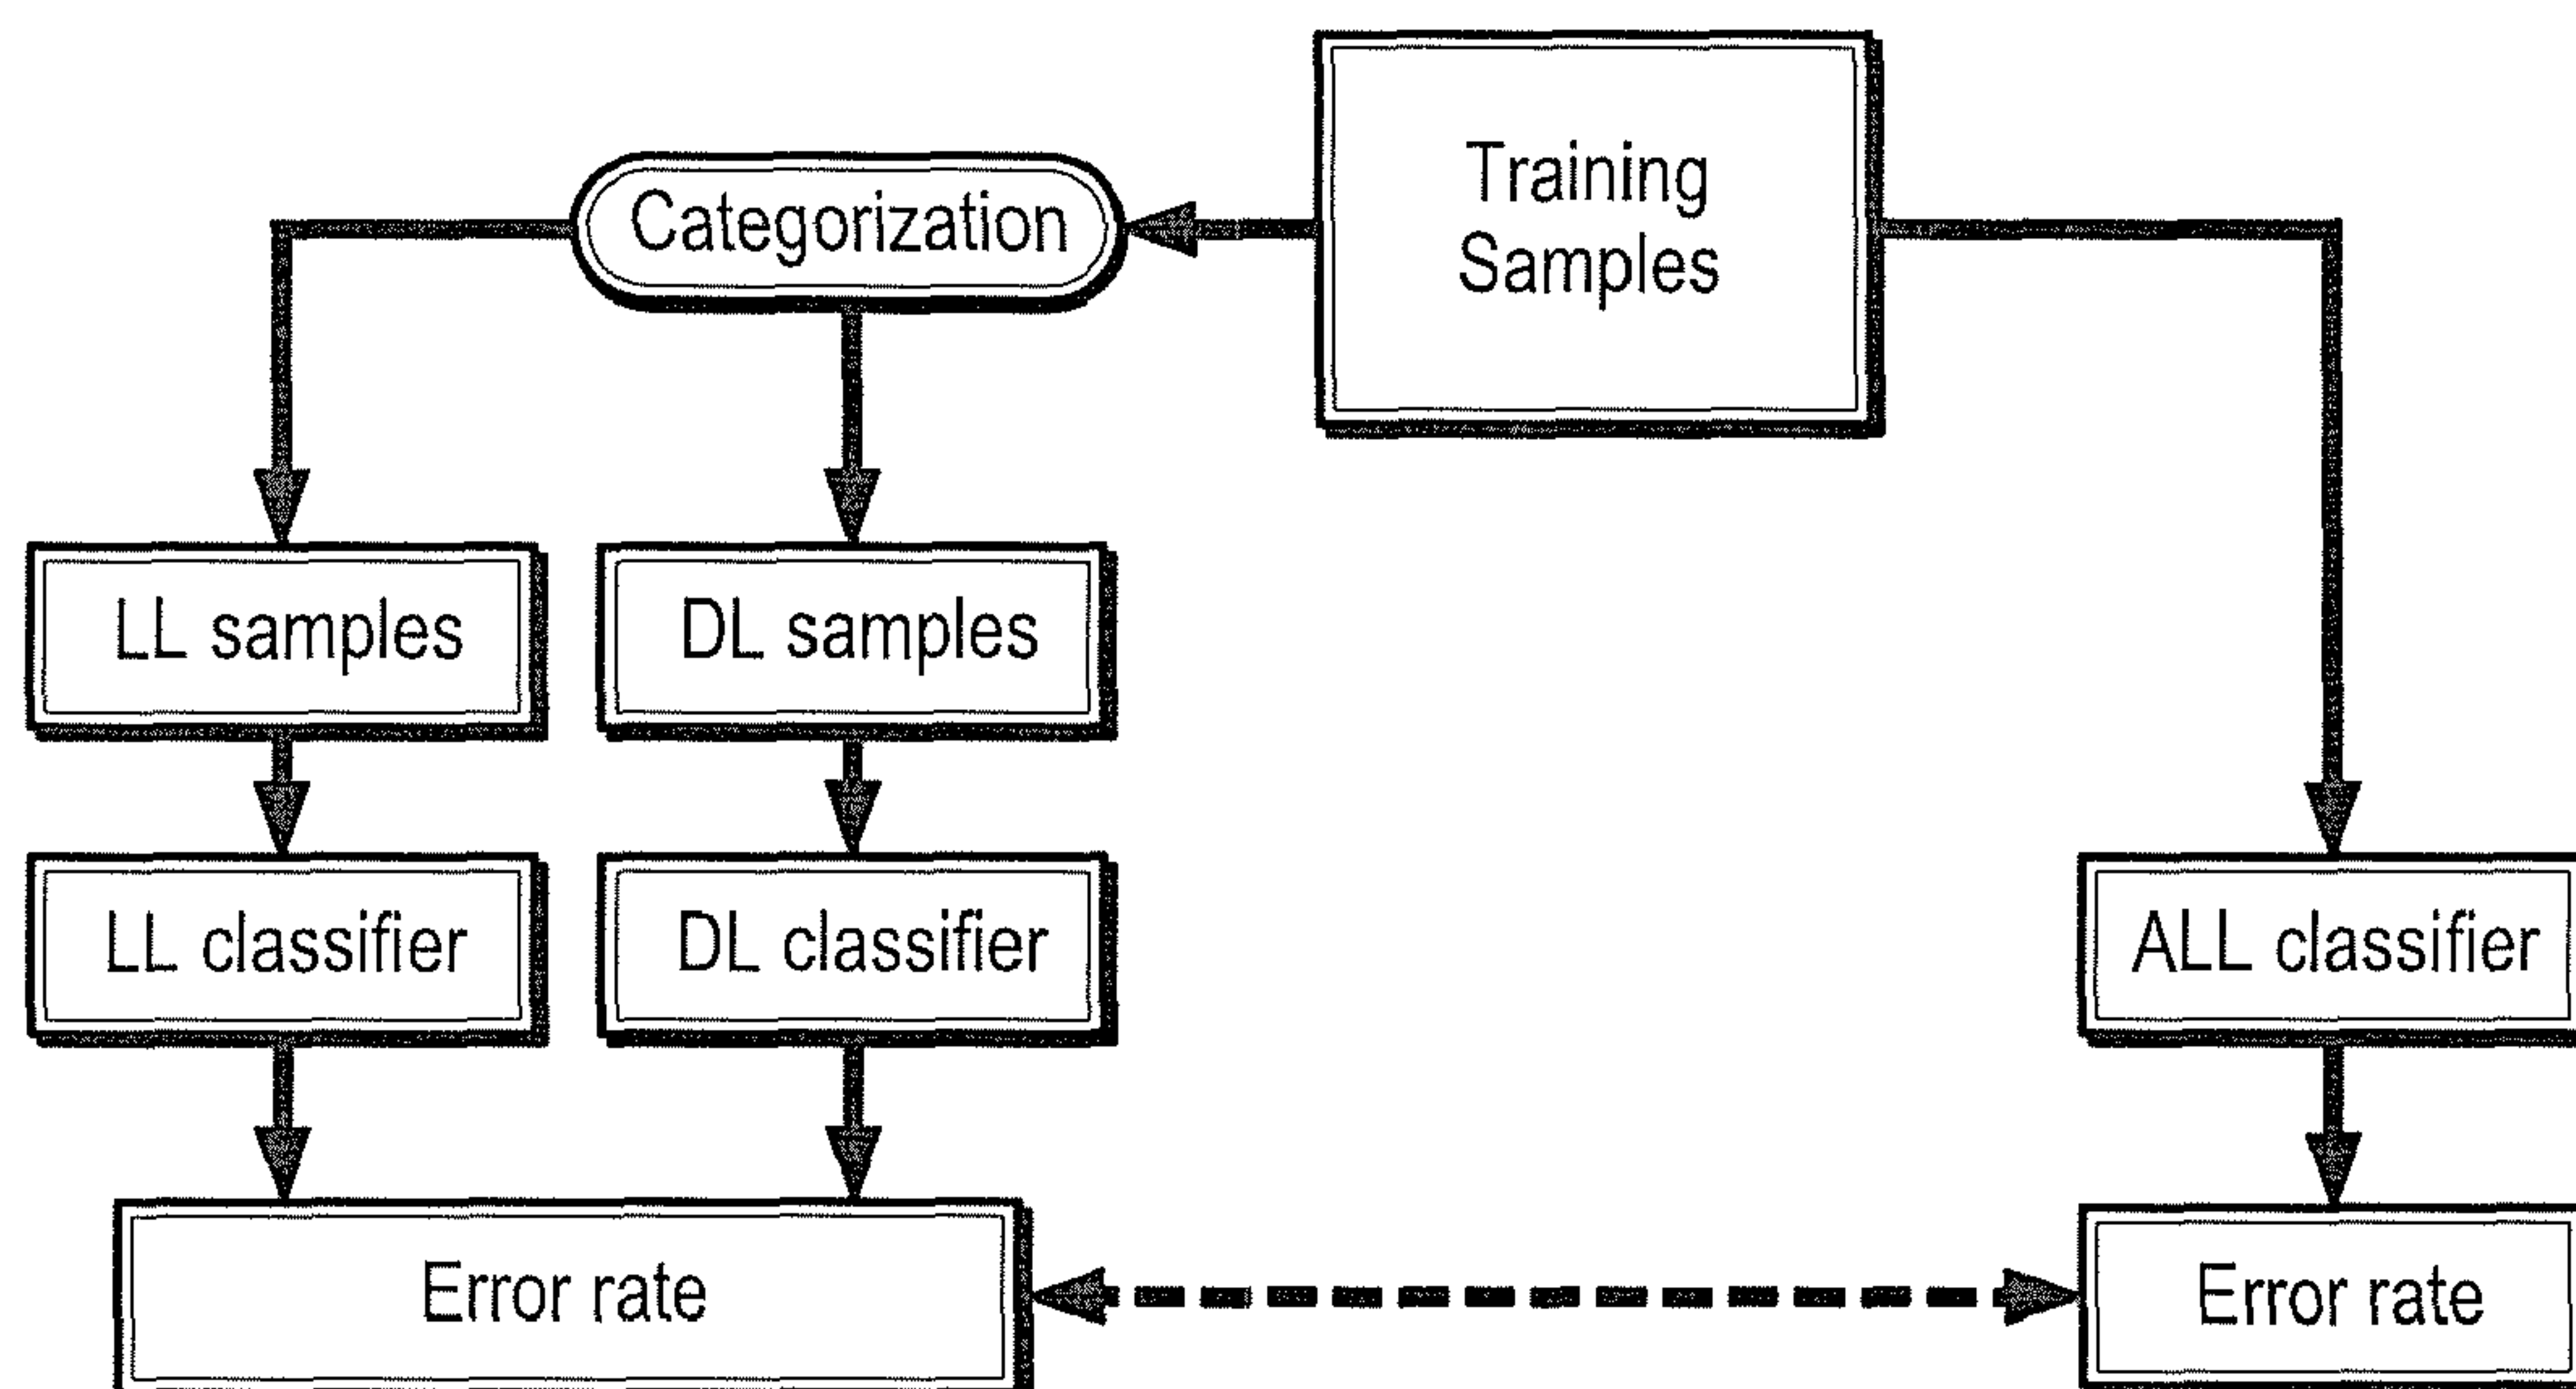 Training
Samples
Categorization
LL samples
DL samples
LL classifier
DL classifier
ALL classifier
Error rate
Error rate